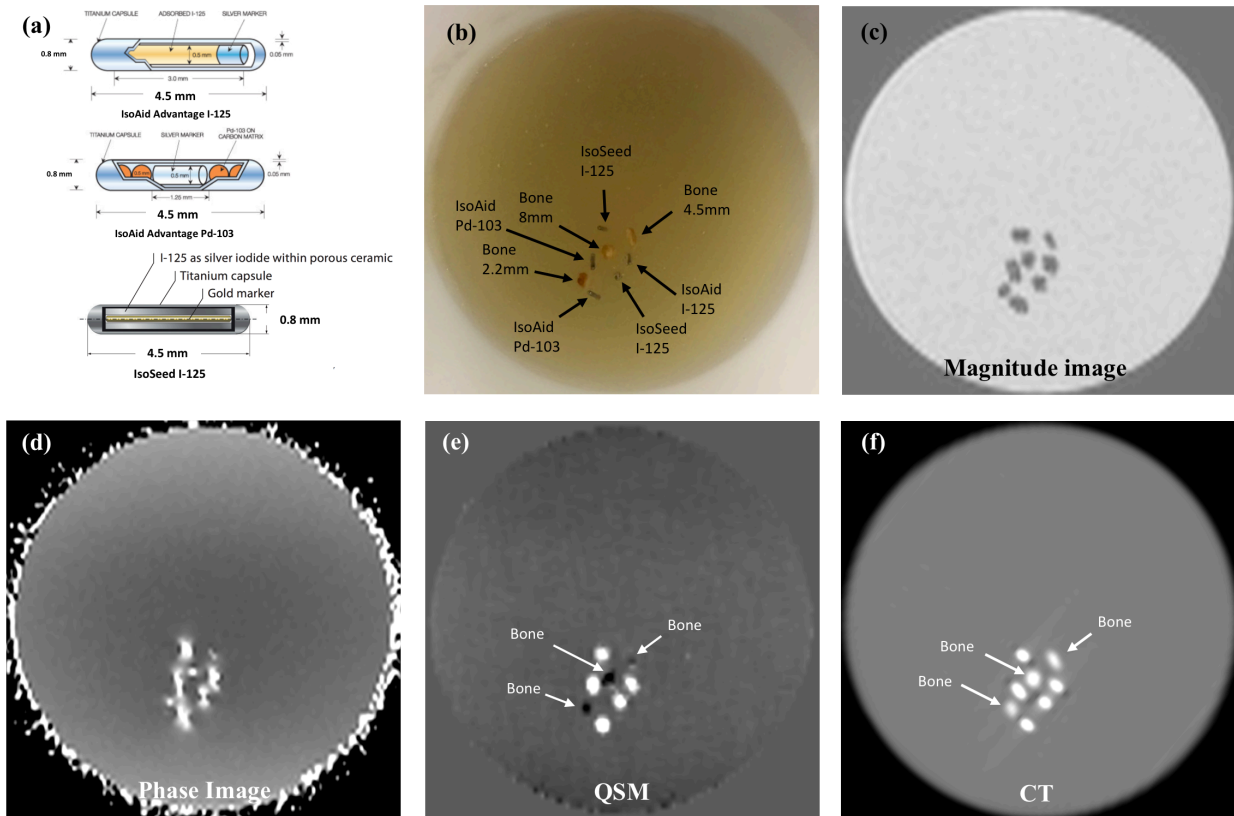 (a)
TITANIUM CAPSULE
ADSORBED I-125
SILVER MARKER
0.8 mm
0.5 mm
0.05 mm
3.0 mm
4.5 mm
IsoAid Advantage I-125
TITANIUM CAPSULE
SILVER MARKER
Pd-103 ON
CARBON MATRIX
0.8 mm
0.6 mm
0.5 mm
0.05 mm
1.25 mm
4.5 mm
IsoAid Advantage Pd-103
I-125 as silver iodide within porous ceramic
Titanium capsule
Gold marker
0.8 mm
4.5 mm
IsoSeed I-125
(b)
IsoSeed
I-125
Bone
8mm
Bone
4.5mm
IsoAid
Pd-103
Bone
2.2mm
IsoAid
I-125
IsoAid
Pd-103
IsoSeed
I-125
(c)
Magnitude image
(d)
Phase Image
(e)
Bone
Bone
Bone
QSM
(f)
Bone
Bone
Bone
CT